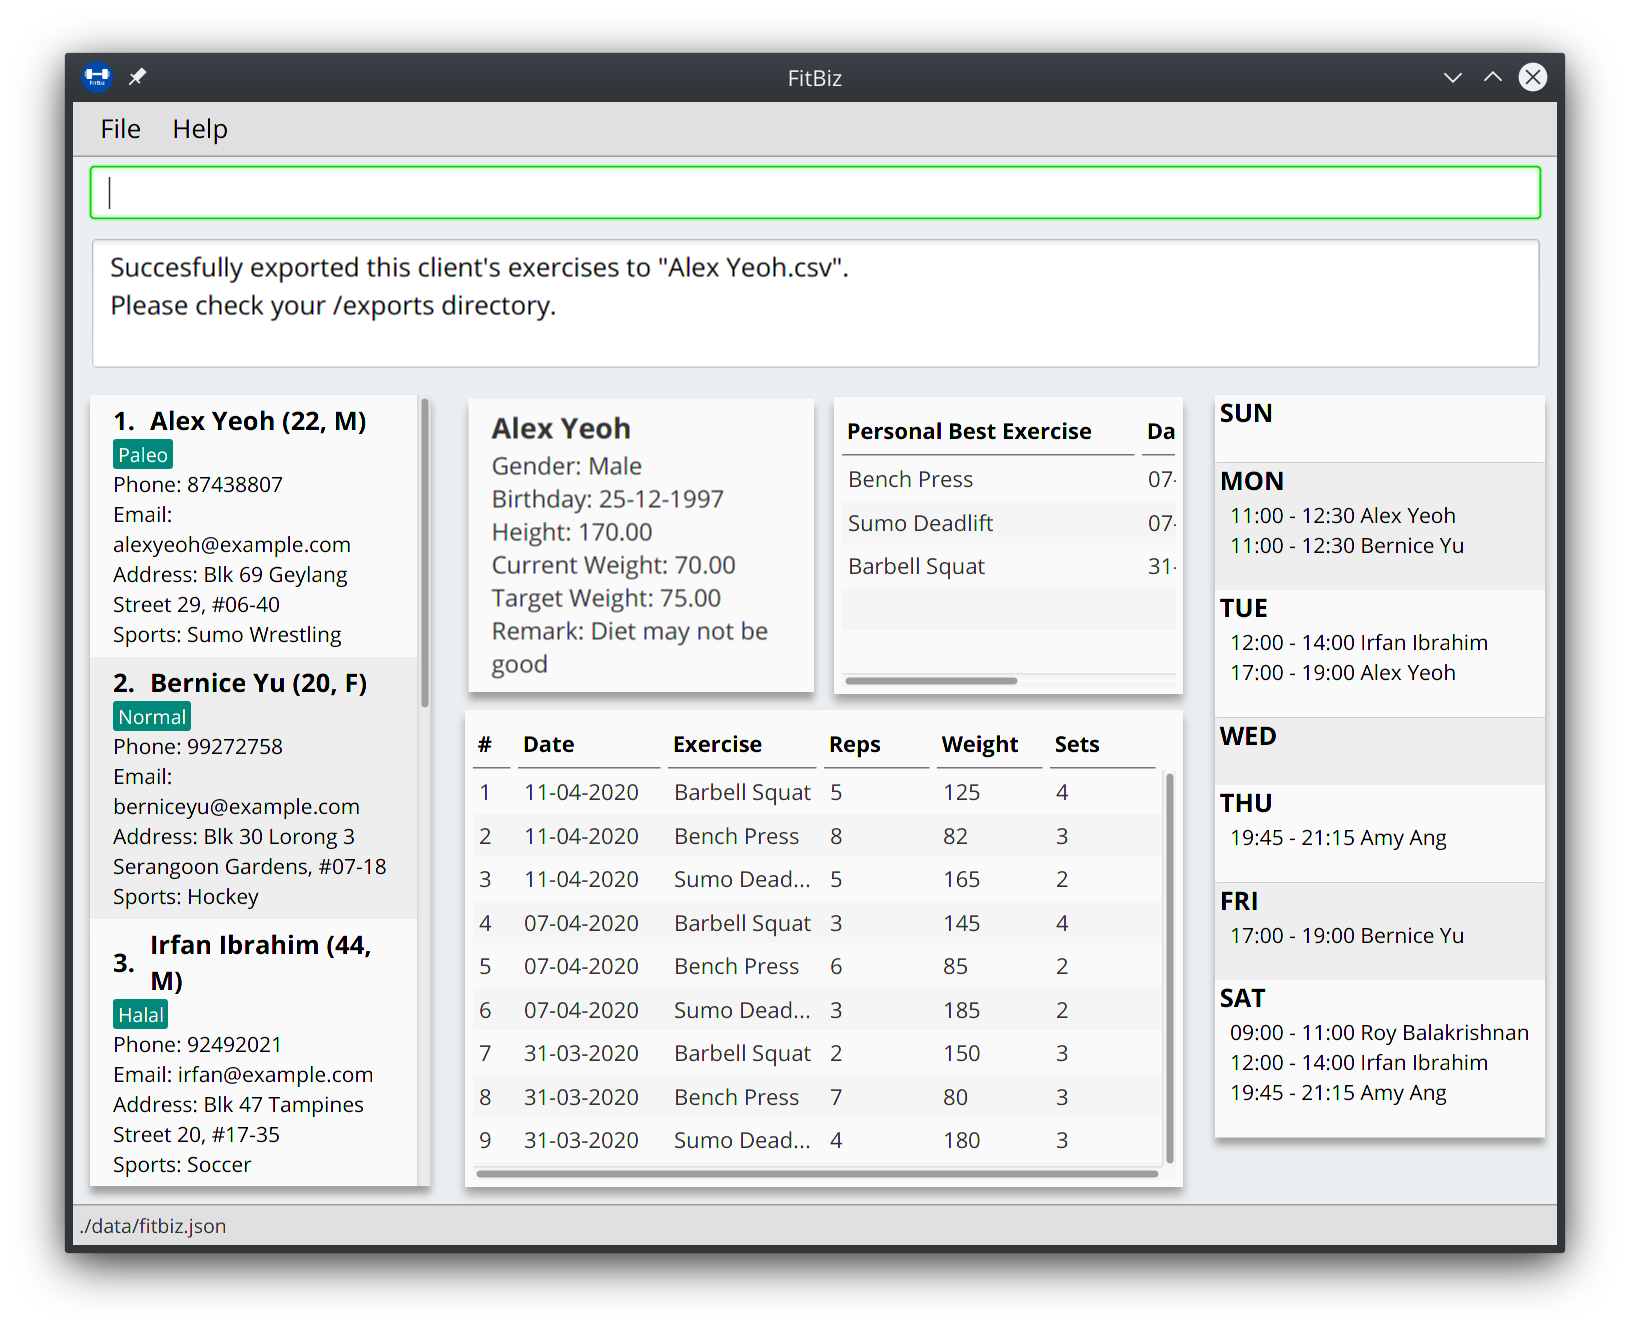 FitBiz
FitBiz
File Help
Succesfully exported this client's exercises to "Alex Yeoh.csv".
Please check your /exports directory.
1. Alex Yeoh (22, M)
Paleo
Phone: 87438807
Email:
alexyeoh@example.com
Address: Blk 69 Geylang
Street 29, #06-40
Sports: Sumo Wrestling
2. Bernice Yu (20, F)
Normal
Phone: 99272758
Email:
berniceyu@example.com
Address: Blk 30 Lorong 3
Serangoon Gardens, #07-18
Sports: Hockey
3. Irfan Ibrahim (44,
M)
Halal
Phone: 92492021
Email: irfan@example.com
Address: Blk 47 Tampines
Street 20, #17-35
Sports: Soccer
Alex Yeoh
Gender: Male
Birthday: 25-12-1997
Height: 170.00
Current Weight: 70.00
Target Weight: 75.00
Remark: Diet may not be
good
Personal Best Exercise Da
Bench Press 07-
Sumo Deadlift 07-
Barbell Squat 31-
# Date Exercise Reps Weight Sets
1 11-04-2020 Barbell Squat 5 125 4
2 11-04-2020 Bench Press 8 82 3
3 11-04-2020 Sumo Dead... 5 165 2
4 07-04-2020 Barbell Squat 3 145 4
5 07-04-2020 Bench Press 6 85 2
6 07-04-2020 Sumo Dead... 3 185 2
7 31-03-2020 Barbell Squat 2 150 3
8 31-03-2020 Bench Press 7 80 3
9 31-03-2020 Sumo Dead... 4 180 3
SUN
MON
11:00 - 12:30 Alex Yeoh
11:00 - 12:30 Bernice Yu
TUE
12:00 - 14:00 Irfan Ibrahim
17:00 - 19:00 Alex Yeoh
WED
THU
19:45 - 21:15 Amy Ang
FRI
17:00 - 19:00 Bernice Yu
SAT
09:00 - 11:00 Roy Balakrishnan
12:00 - 14:00 Irfan Ibrahim
19:45 - 21:15 Amy Ang
./data/fitbiz.json